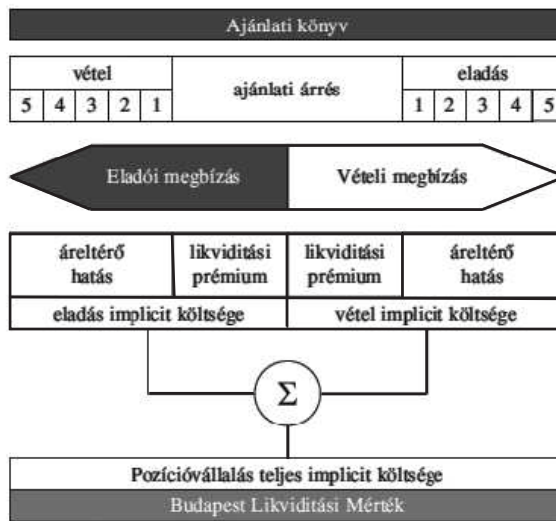 Ajánlati könyv
vétel ajánlati árrés eladás
5 4 3 2 1 1 2 3 4 5
Eladói megbízás Vételi megbízás
áreltérő hatás likviditási prémium likviditási prémium áreltérő hatás
eladás implicit költsége vétel implicit költsége
Σ
Pozícióvállalás teljes implicit költsége
Budapest Likviditási Mérték